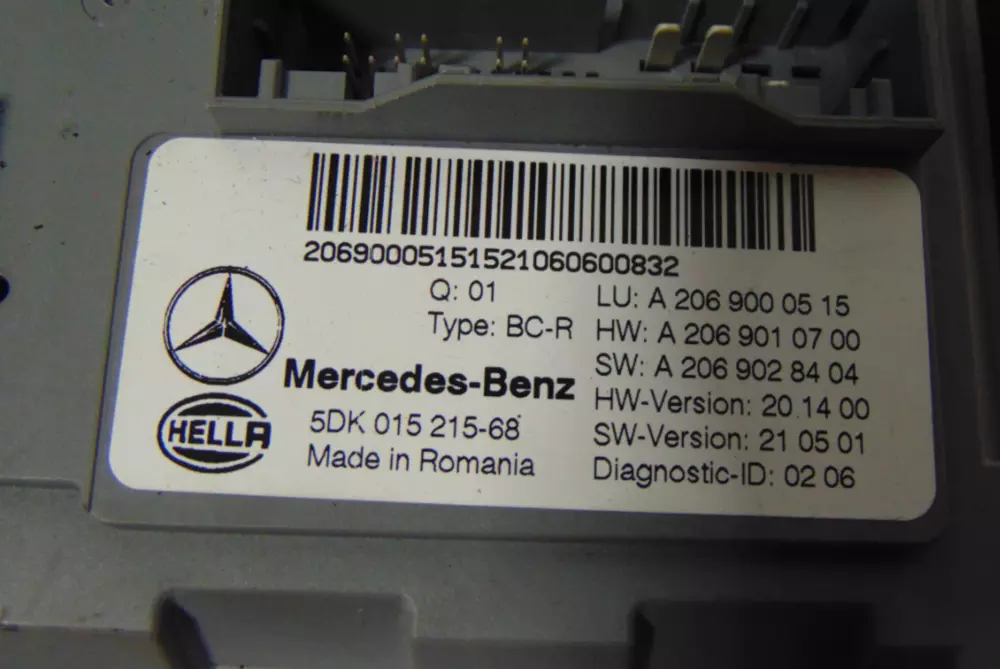 2069000515152106060083​2
Q: 01
Type: BC-R
LU: A 206 900 05 15
HW: A 206 901 07 00
SW: A 206 902 84 04
HW-Version: 20 14 00
SW-Version: 21 05 01
Diagnostic-ID: 02 06
Mercedes-Benz
HELLA
5DK 015 215-68
Made in Romania